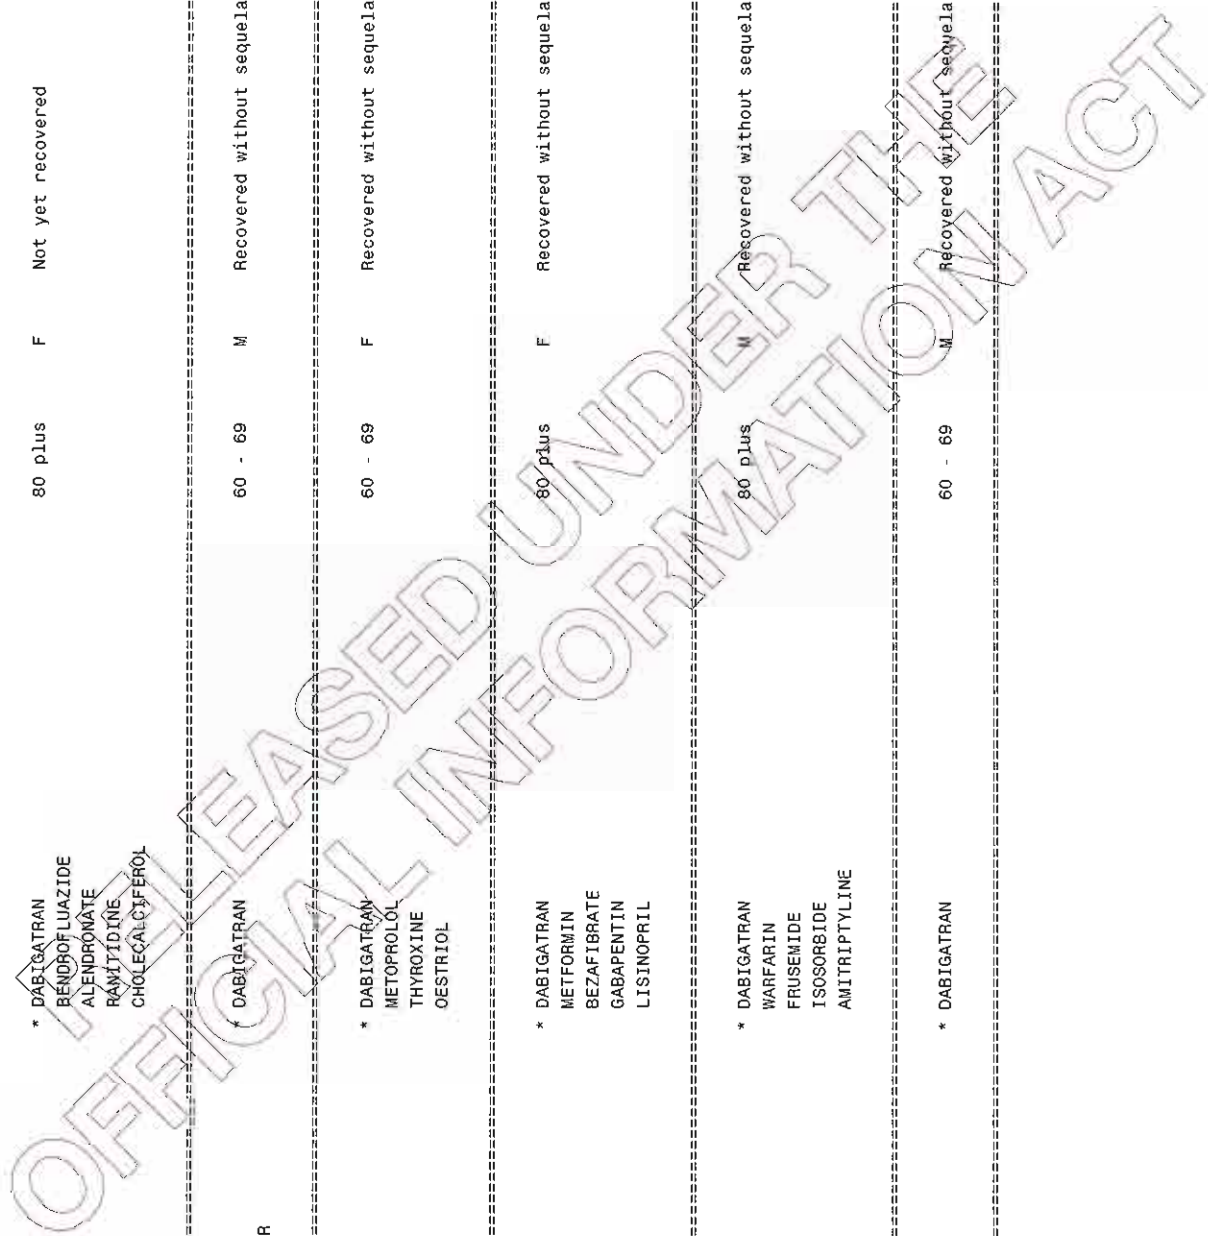 * DABIGATRAN 80 plus F Not yet recovered
BENDROFLUAZIDE
ALENDRONATE
RANITIDINE
CHOLECALCIFEROL
* DABIGATRAN 60 - 69 M Recovered without sequela
R
* DABIGATRAN 60 - 69 F Recovered without sequela
METOPROLOL
THYROXINE
OESTRIOL
* DABIGATRAN 80 plus F Recovered without sequela
METFORMIN
BEZAFIBRATE
GABAPENTIN
LISINOPRIL
* DABIGATRAN 80 plus M Recovered without sequela
WARFARIN
FRUSEMIDE
ISOSORBIDE
AMITRIPTYLINE
* DABIGATRAN 60 - 69 M Recovered without sequela
RELEASED UNDER THE
OFFICIAL INFORMATION ACT